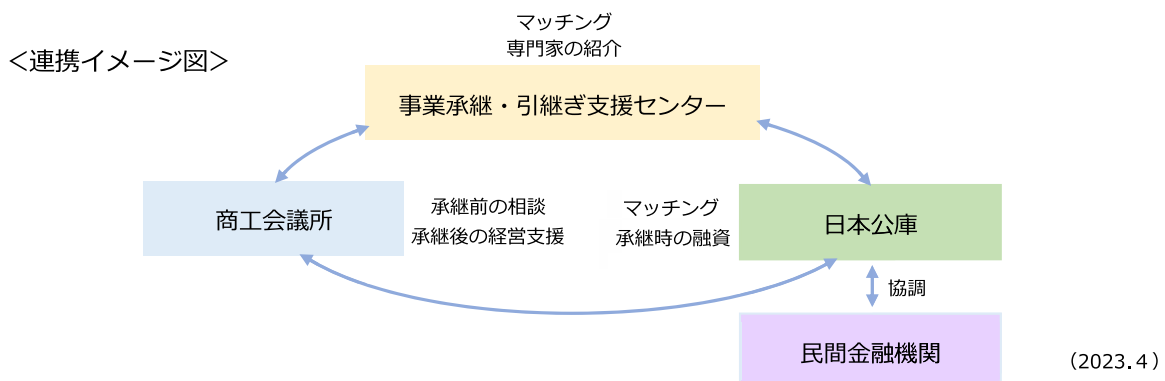 マッチング
専門家の紹介
＜連携イメージ図＞
事業承継・引継ぎ支援センター
商工会議所
承継前の相談
承継後の経営支援
マッチング
承継時の融資
日本公庫
協調
民間金融機関
（2023.４）